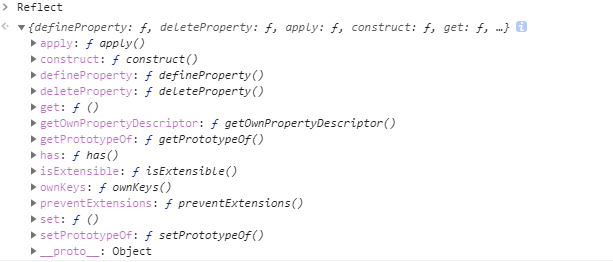 > Reflect
{defineProperty: ƒ, deleteProperty: ƒ, apply: ƒ, construct: ƒ, get: ƒ, …} i
apply: ƒ apply()
construct: ƒ construct()
defineProperty: ƒ defineProperty()
deleteProperty: ƒ deleteProperty()
get: ƒ ()
getOwnPropertyDescriptor: ƒ getOwnPropertyDescriptor()
getPrototypeOf: ƒ getPrototypeOf()
has: ƒ has()
isExtensible: ƒ isExtensible()
ownKeys: ƒ ownKeys()
preventExtensions: ƒ preventExtensions()
set: ƒ ()
setPrototypeOf: ƒ setPrototypeOf()
__proto__: Object